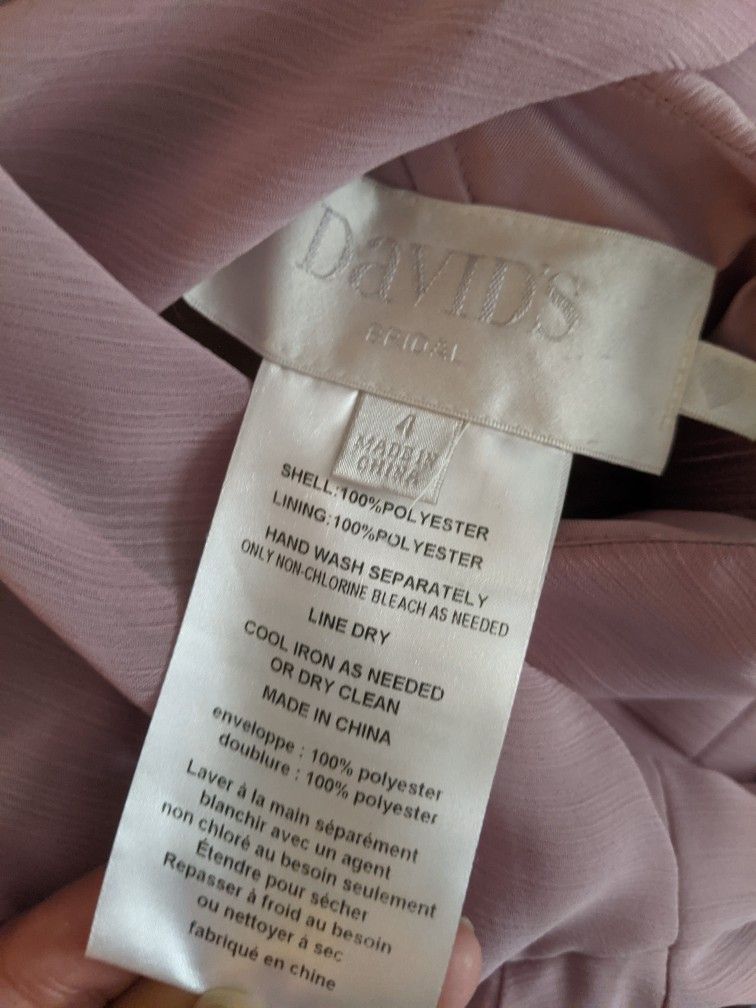 DaVID'S
BRIDAL
4
MADE IN
CHINA
SHELL:100%POLYESTER
LINING:100%POLYESTER
HAND WASH SEPARATELY
ONLY NON-CHLORINE BLEACH AS NEEDED
LINE DRY
COOL IRON AS NEEDED
OR DRY CLEAN
MADE IN CHINA
enveloppe : 100% polyester
doublure : 100% polyester
Laver à la main séparément
blanchir avec un agent
non chloré au besoin seulement
Étendre pour sécher
Repasser à froid au besoin
ou nettoyer à sec
fabriqué en chine